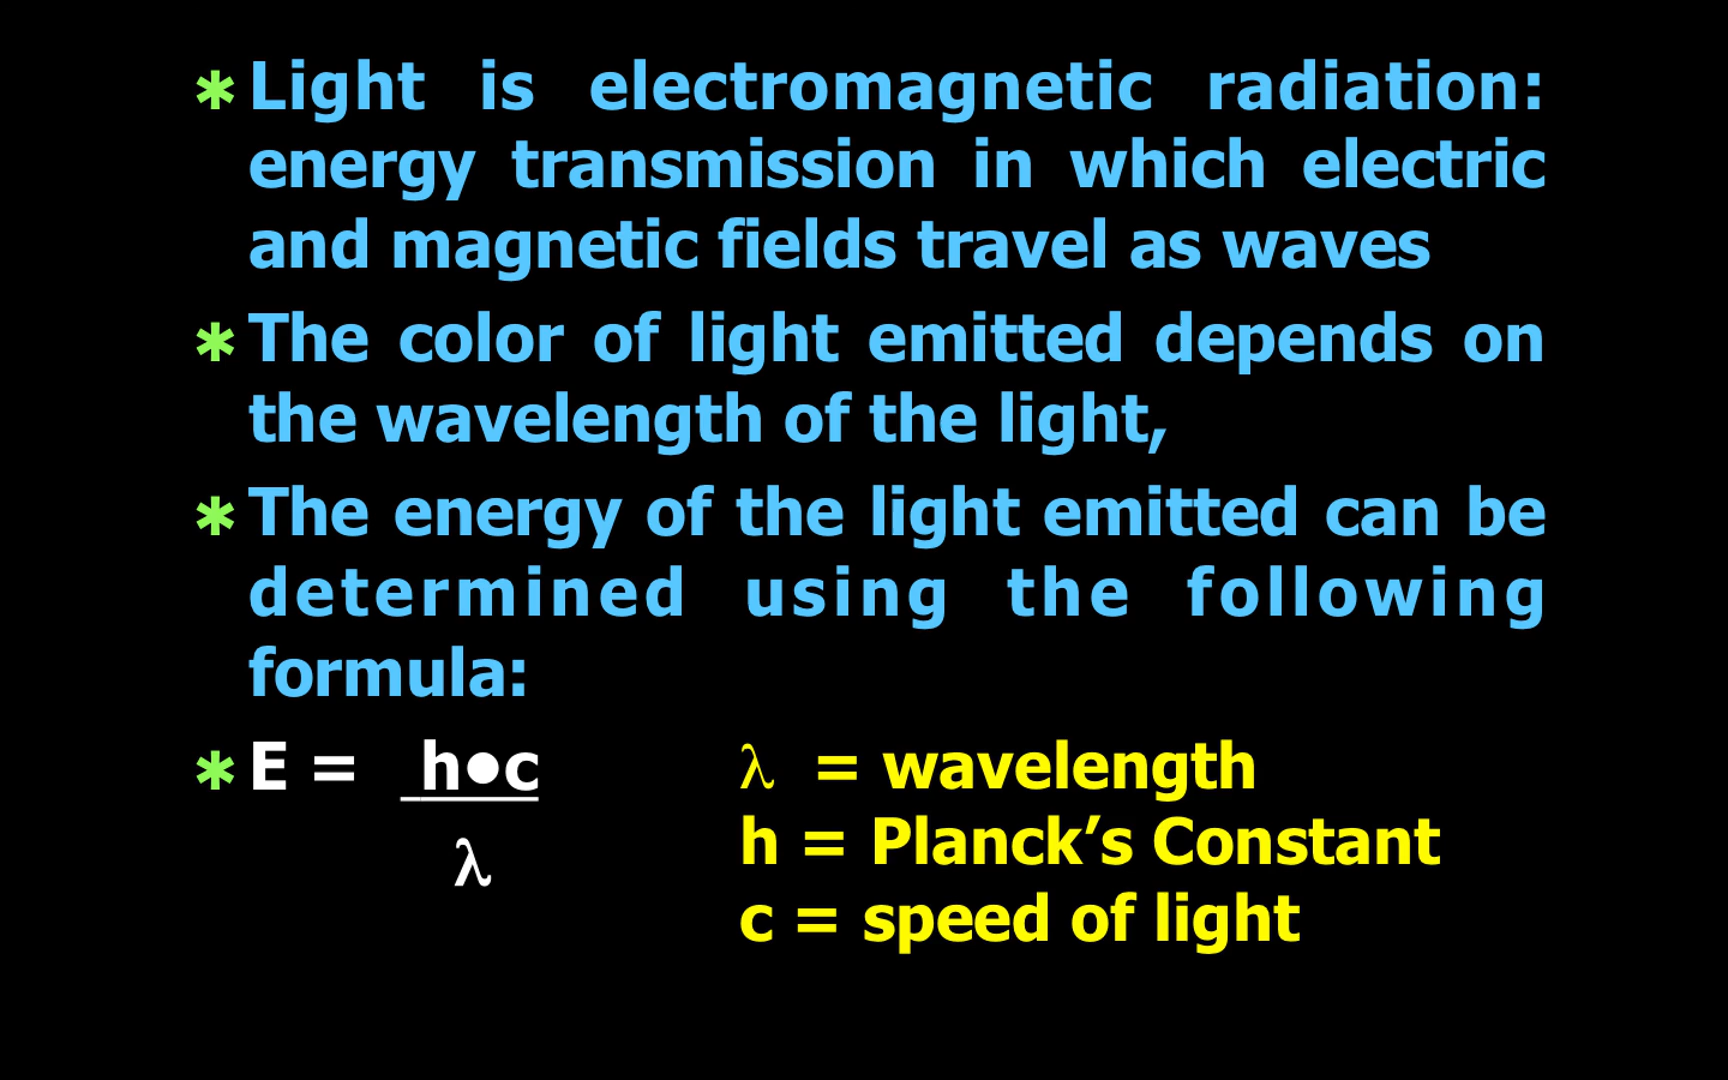 * Light is electromagnetic radiation:
energy transmission in which electric
and magnetic fields travel as waves
* The color of light emitted depends on
the wavelength of the light,
* The energy of the light emitted can be
determined using the following
formula:
* E = h●c
λ
λ = wavelength
h = Planck’s Constant
c = speed of light